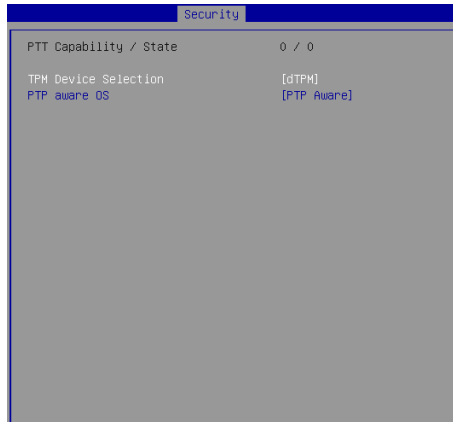 Security
PTT Capability / State 0 / 0
TPM Device Selection [dTPM]
PTP aware OS [PTP Aware]